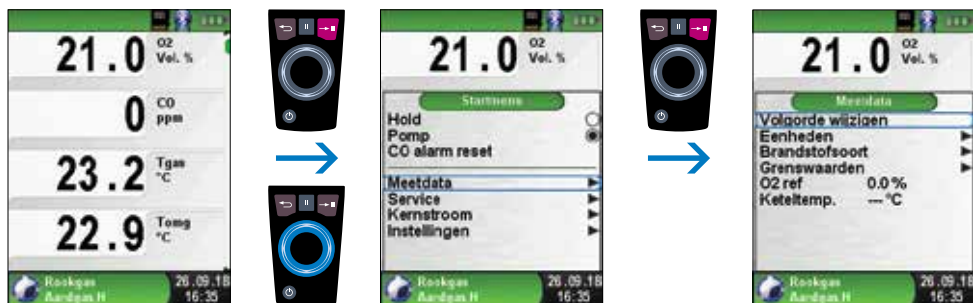 21.0 O2 Vol. %
0 CO ppm
23.2 Tgas °C
22.9 Tomg °C
Rookgas 26.09.18
Aardgas H 16:35
21.0 O2 Vol. %
Startmenu
Hold
Pomp
CO alarm reset
Meetdata
Service
Kernstroom
Instellingen
Rookgas 26.09.18
Aardgas H 16:35
21.0 O2 Vol. %
Meetdata
Volgorde wijzigen
Eenheden
Brandstofsoort
Grenswaarden
O2 ref 0.0 %
Keteltemp. --- °C
Rookgas 26.09.18
Aardgas H 16:35